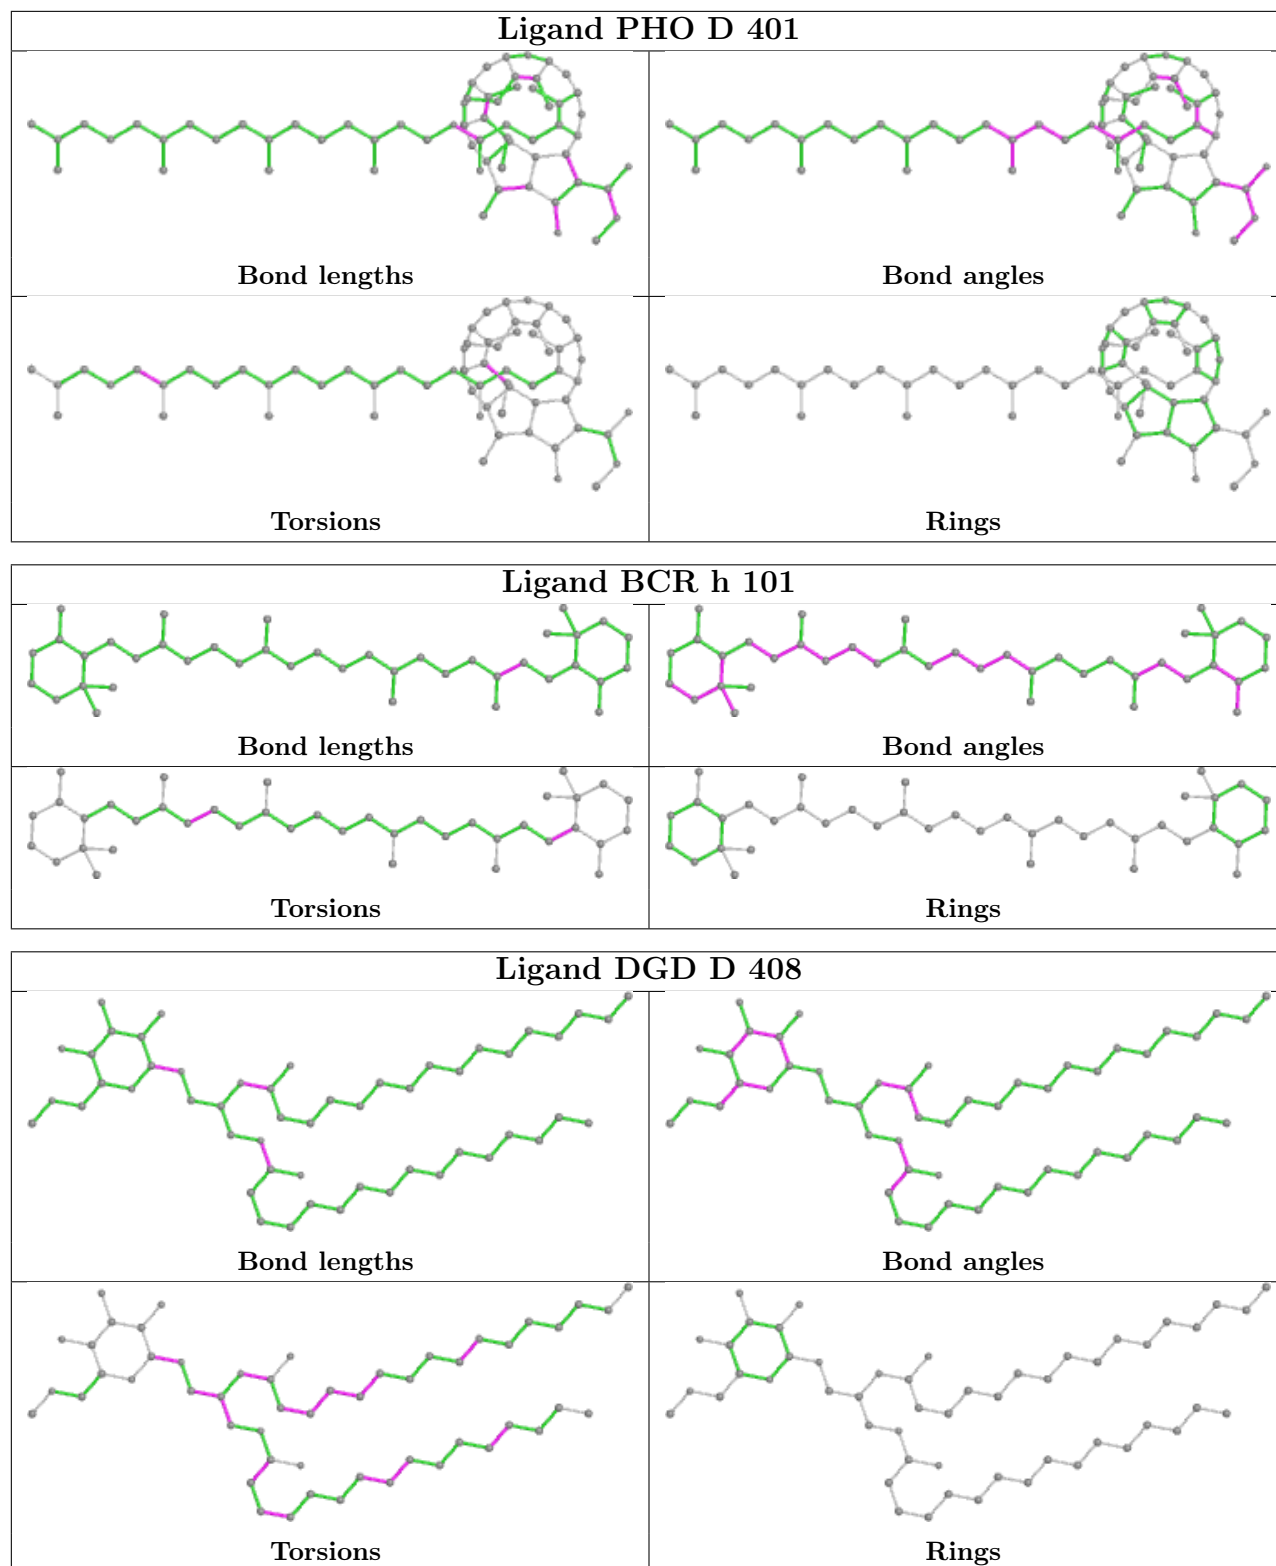 Ligand PHO D 401
Bond lengths
Bond angles
Torsions
Rings
Ligand BCR h 101
Bond lengths
Bond angles
Torsions
Rings
Ligand DGD D 408
Bond lengths
Bond angles
Torsions
Rings